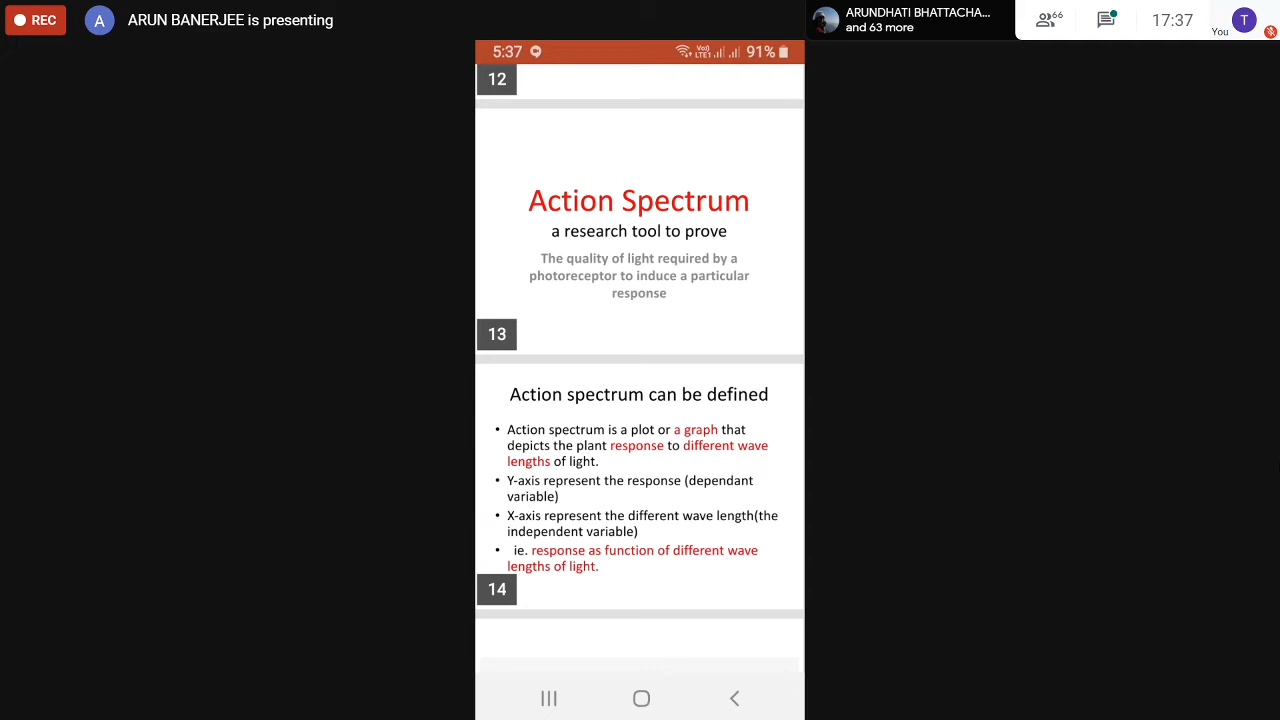 REC
A
ARUN BANERJEE is presenting
ARUNDHATI BHATTACHA...
and 63 more
66
17:37
You
T
5:37
Vo)
LTE1
91%
12
Action Spectrum
a research tool to prove
The quality of light required by a
photoreceptor to induce a particular
response
13
Action spectrum can be defined
• Action spectrum is a plot or a graph that
depicts the plant response to different wave
lengths of light.
• Y-axis represent the response (dependant
variable)
• X-axis represent the different wave length(the
independent variable)
• ie. response as function of different wave
lengths of light.
14